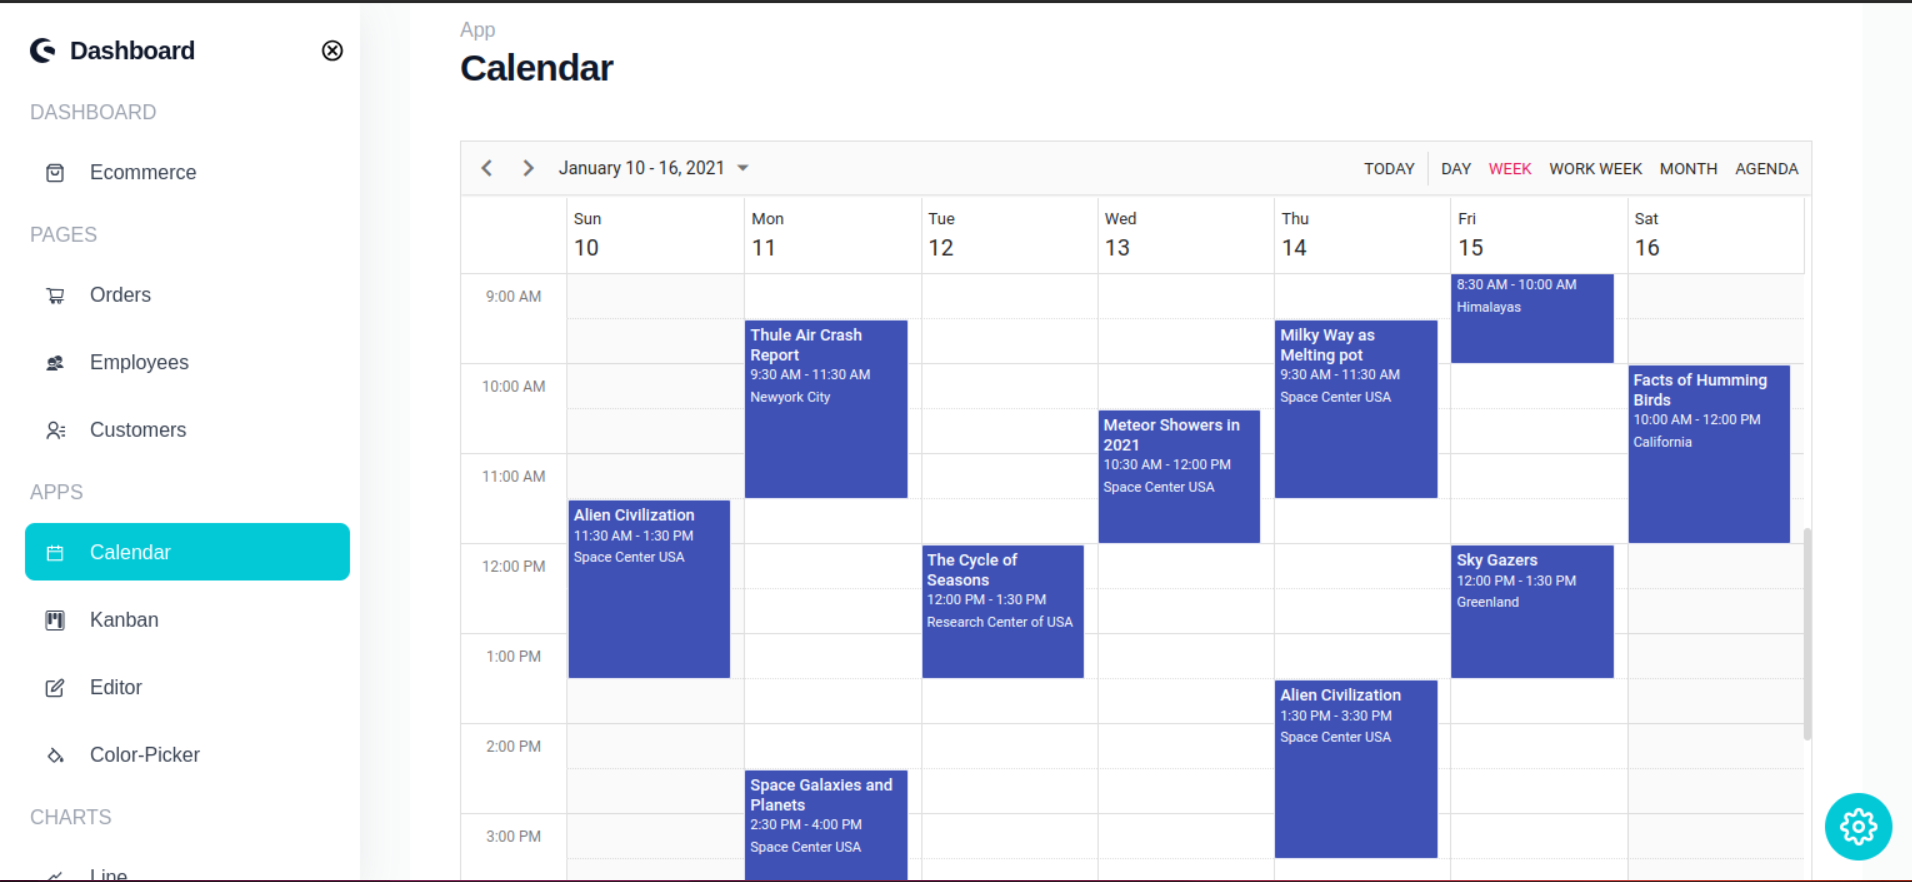 Dashboard
DASHBOARD
Ecommerce
PAGES
Orders
Employees
Customers
APPS
Calendar
Kanban
Editor
Color-Picker
CHARTS
Line
App
Calendar
January 10 - 16, 2021
TODAY DAY WEEK WORK WEEK MONTH AGENDA
Sun Mon Tue Wed Thu Fri Sat
10 11 12 13 14 15 16
9:00 AM
10:00 AM
11:00 AM
12:00 PM
1:00 PM
2:00 PM
3:00 PM
Alien Civilization
11:30 AM - 1:30 PM
Space Center USA
Thule Air Crash
Report
9:30 AM - 11:30 AM
Newyork City
Space Galaxies and
Planets
2:30 PM - 4:00 PM
Space Center USA
The Cycle of
Seasons
12:00 PM - 1:30 PM
Research Center of USA
Meteor Showers in
2021
10:30 AM - 12:00 PM
Space Center USA
Milky Way as
Melting pot
9:30 AM - 11:30 AM
Space Center USA
Alien Civilization
1:30 PM - 3:30 PM
Space Center USA
8:30 AM - 10:00 AM
Himalayas
Sky Gazers
12:00 PM - 1:30 PM
Greenland
Facts of Humming
Birds
10:00 AM - 12:00 PM
California